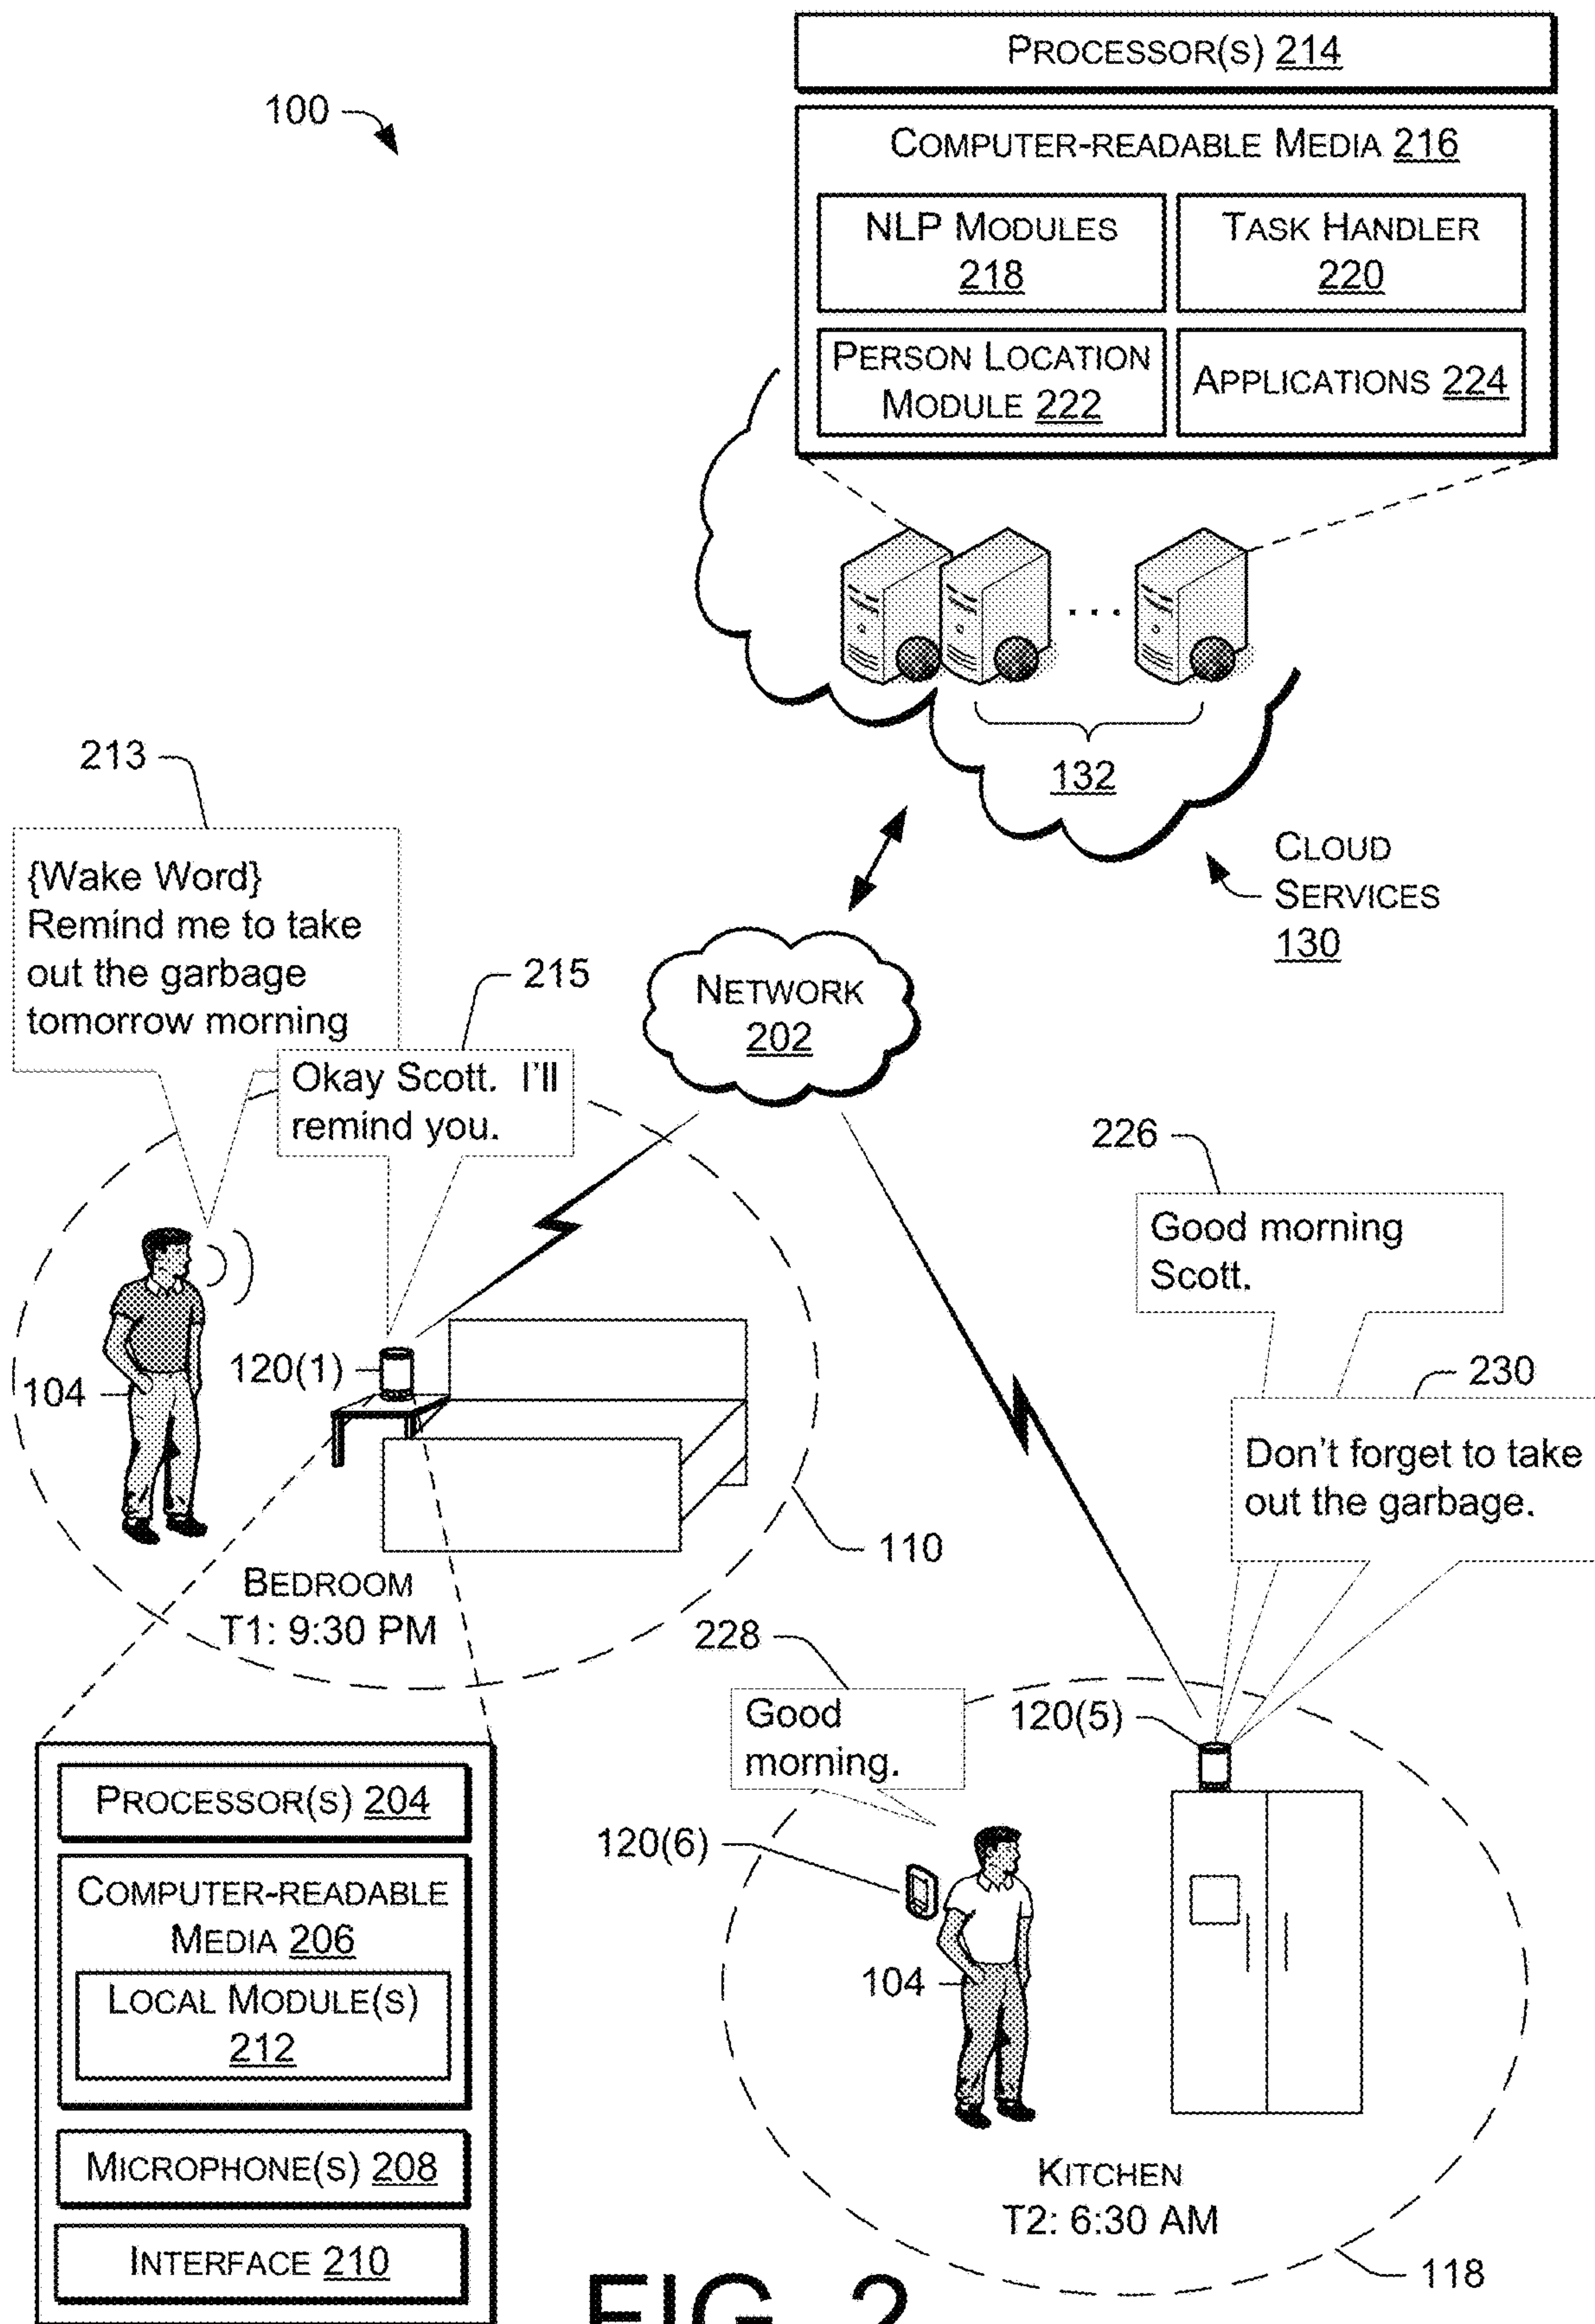 PROCESSOR(S) 214
100
COMPUTER-READABLE MEDIA 216
NLP MODULES
218
TASK HANDLER
220
PERSON LOCATION
MODULE 222
APPLICATIONS 224
132
CLOUD
SERVICES
130
213
{Wake Word}
Remind me to take
out the garbage
tomorrow morning
215
Okay Scott. I'll
remind you.
NETWORK
202
226
Good morning
Scott.
230
Don't forget to take
out the garbage.
104
120(1)
110
BEDROOM
T1: 9:30 PM
228
Good
morning.
120(5)
120(6)
104
KITCHEN
T2: 6:30 AM
118
PROCESSOR(S) 204
COMPUTER-READABLE
MEDIA 206
LOCAL MODULE(S)
212
MICROPHONE(S) 208
INTERFACE 210
FIG. 2